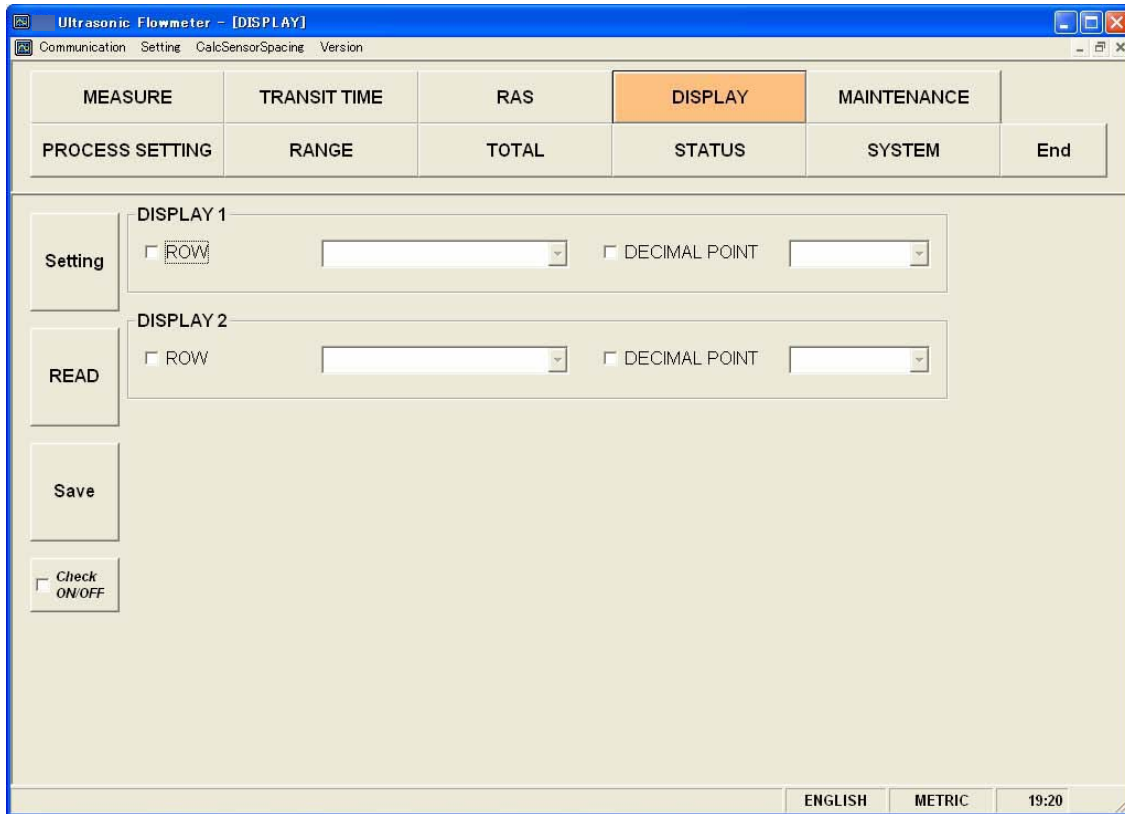 Ultrasonic Flowmeter - [DISPLAY]
Communication Setting CalcSensorSpacing Version
MEASURE TRANSIT TIME RAS DISPLAY MAINTENANCE
PROCESS SETTING RANGE TOTAL STATUS SYSTEM End
Setting
READ
Save
Check
ON/OFF
DISPLAY 1
ROW DECIMAL POINT
DISPLAY 2
ROW DECIMAL POINT
ENGLISH METRIC 19:20